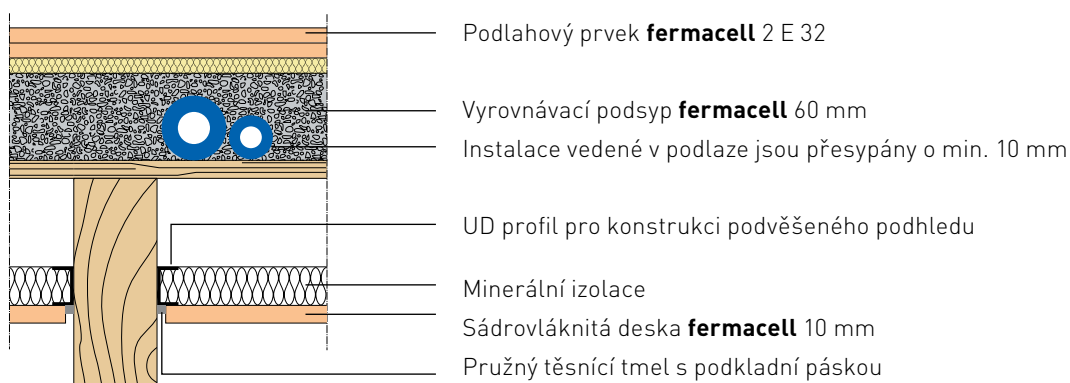 Podlahový prvek fermacell 2 E 32
Vyrovnávací podsyp fermacell 60 mm
Instalace vedené v podlaze jsou přesypány o min. 10 mm
UD profil pro konstrukci podvěšeného podhledu
Minerální izolace
Sádrovláknitá deska fermacell 10 mm
Pružný těsnící tmel s podkladní páskou